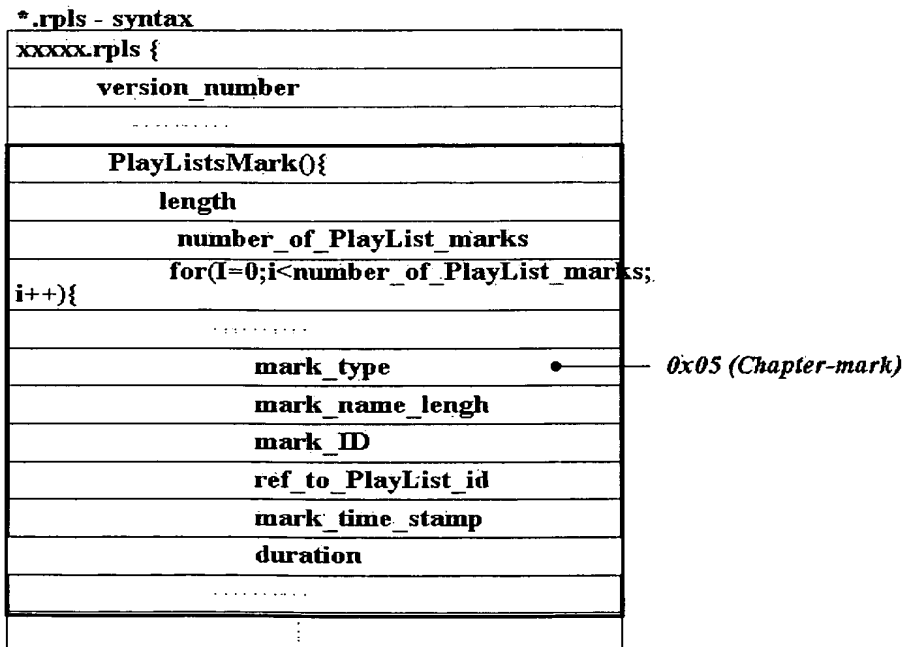 *.rpls - syntax
xxxxx.rpls {
version_number
..........
PlayListsMark(){
length
number_of_PlayList_marks
for(I=0;i<number_of_PlayList_marks;
i++){
..........
mark_type
0x05 (Chapter-mark)
mark_name_lengh
mark_ID
ref_to_PlayList_id
mark_time_stamp
duration
..........